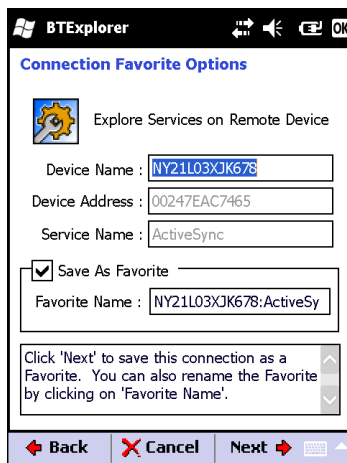 BTExplorer OK
Connection Favorite Options
Explore Services on Remote Device
Device Name : NY21L03XJK678
Device Address : 00247EAC7465
Service Name : ActiveSync
Save As Favorite
Favorite Name : NY21L03XJK678:ActiveSy
Click 'Next' to save this connection as a
Favorite. You can also rename the Favorite
by clicking on 'Favorite Name'.
Back Cancel Next